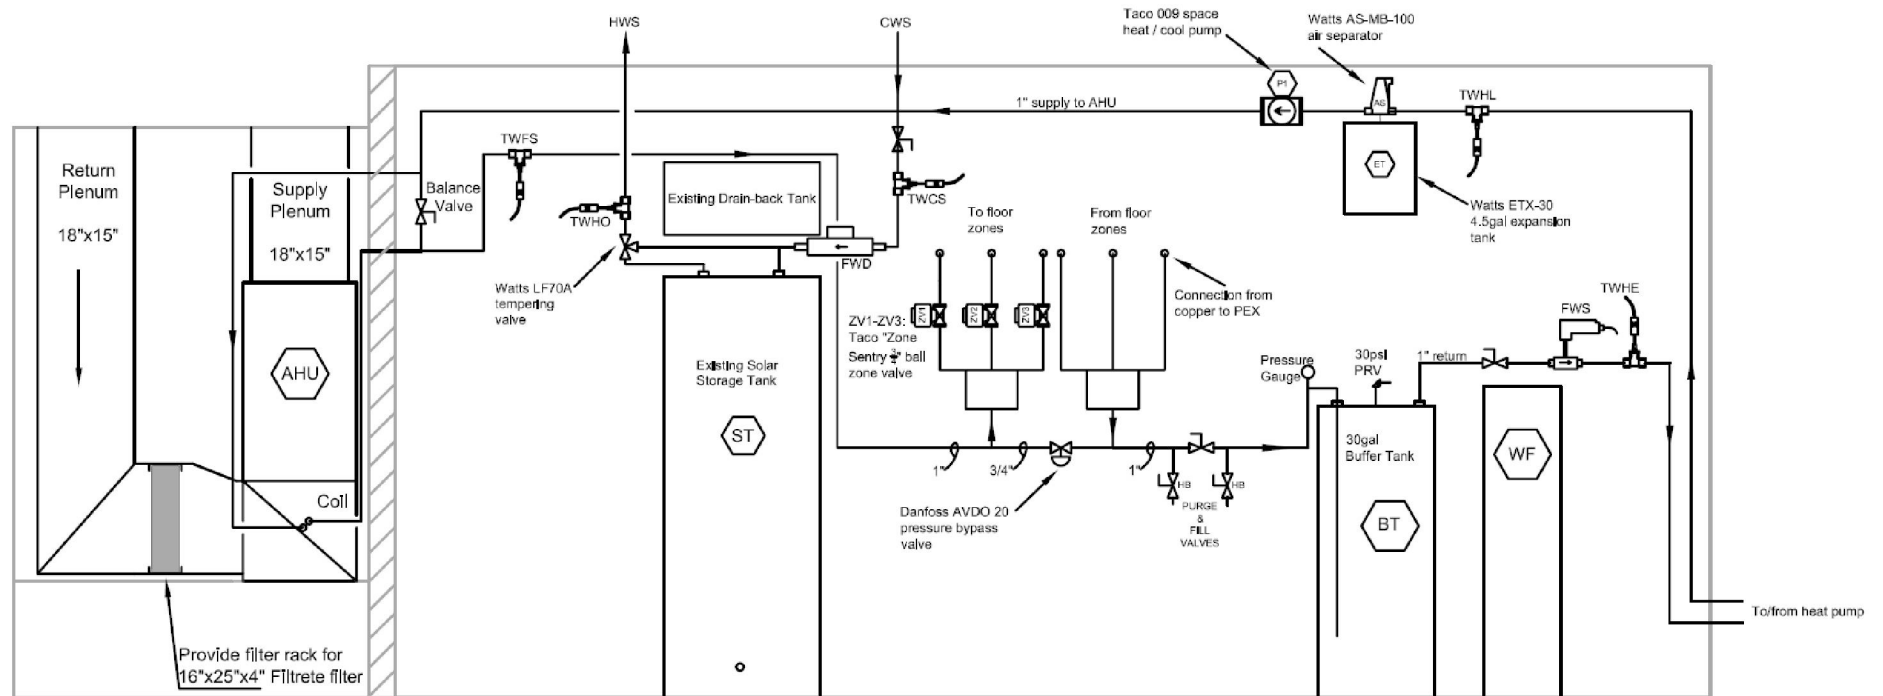 HWS
CWS
Taco 009 space
heat / cool pump
Watts AS-MB-100
air separator
P1
AS
TWHL
1" supply to AHU
ET
Watts ETX-30
4.5gal expansion
tank
TWFS
Return
Plenum
18"x15"
Supply
Plenum
18"x15"
Balance
Valve
TWHO
Existing Drain-back Tank
TWCS
FWD
To floor
zones
From floor
zones
Watts LF70A
tempering
valve
Connection from
copper to PEX
ZV1
ZV2
ZV3
ZV1-ZV3:
Taco "Zone
Sentry 3/4" ball
zone valve
TWHE
FWS
AHU
Existing Solar
Storage Tank
ST
Pressure
Gauge
30psi
PRV
1" return
30gal
Buffer Tank
BT
WF
1"
3/4"
1"
HB
HB
PURGE
&
FILL
VALVES
Danfoss AVDO 20
pressure bypass
valve
Coil
To/from heat pump
Provide filter rack for
16"x25"x4" Filtrete filter